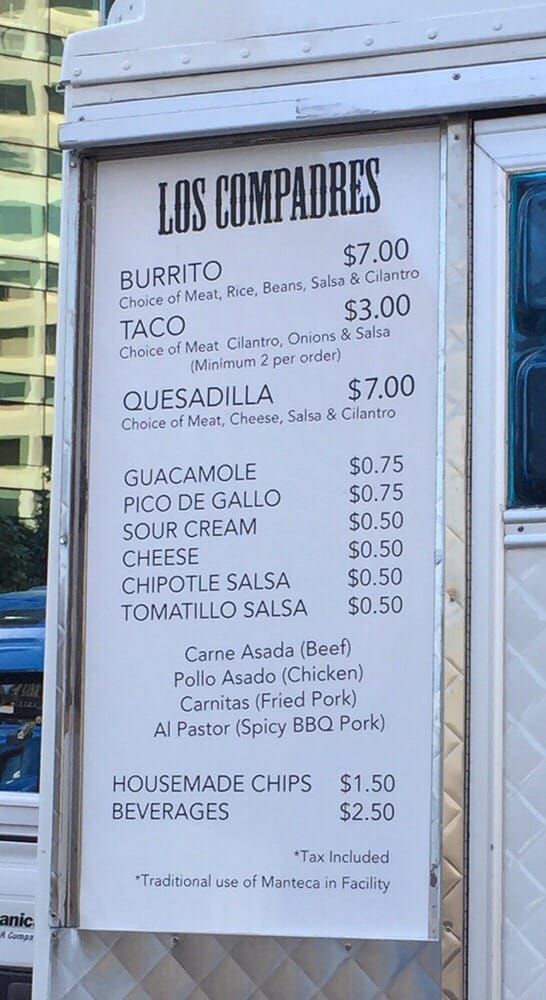 LOS COMPADRES
BURRITO $7.00
Choice of Meat, Rice, Beans, Salsa & Cilantro
TACO $3.00
Choice of Meat Cilantro, Onions & Salsa
(Minimum 2 per order)
QUESADILLA $7.00
Choice of Meat, Cheese, Salsa & Cilantro
GUACAMOLE $0.75
PICO DE GALLO $0.75
SOUR CREAM $0.50
CHEESE $0.50
CHIPOTLE SALSA $0.50
TOMATILLO SALSA $0.50
Carne Asada (Beef)
Pollo Asado (Chicken)
Carnitas (Fried Pork)
Al Pastor (Spicy BBQ Pork)
HOUSEMADE CHIPS $1.50
BEVERAGES $2.50
*Tax Included
*Traditional use of Manteca in Facility
anic